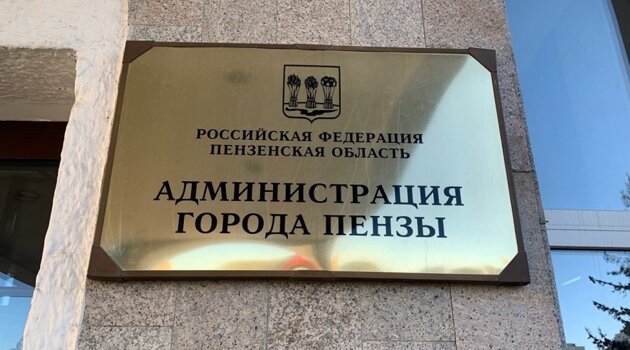 РОССИЙСКАЯ ФЕДЕРАЦИЯ
ПЕНЗЕНСКАЯ ОБЛАСТЬ
АДМИНИСТРАЦИЯ
ГОРОДА ПЕНЗЫ